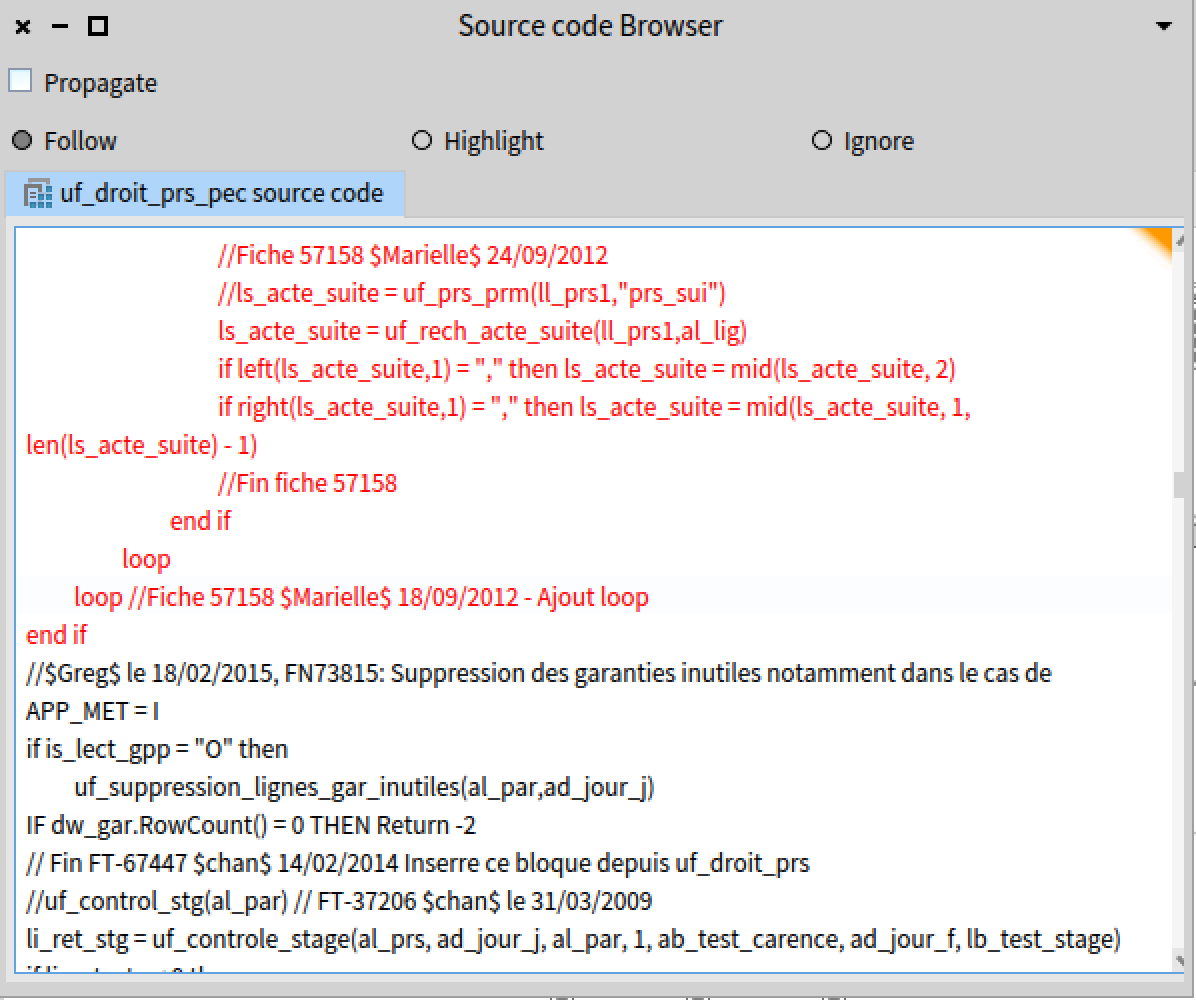 Source code Browser
Propagate
Follow
Highlight
Ignore
uf_droit_prs_pec source code
//Fiche 57158 $Marielle$ 24/09/2012
//ls_acte_suite = uf_prs_prm(ll_prs1,"prs_sui")
ls_acte_suite = uf_rech_acte_suite(ll_prs1,al_lig)
if left(ls_acte_suite,1) = "," then ls_acte_suite = mid(ls_acte_suite, 2)
if right(ls_acte_suite,1) = "," then ls_acte_suite = mid(ls_acte_suite, 1,
len(ls_acte_suite) - 1)
//Fin fiche 57158
end if
loop
loop //Fiche 57158 $Marielle$ 18/09/2012 - Ajout loop
end if
//$Greg$ le 18/02/2015, FN73815: Suppression des garanties inutiles notamment dans le cas de
APP_MET = I
if is_lect_gpp = "O" then
uf_suppression_lignes_gar_inutiles(al_par,ad_jour_j)
IF dw_gar.RowCount() = 0 THEN Return -2
// Fin FT-67447 $chan$ 14/02/2014 Inserre ce bloque depuis uf_droit_prs
//uf_control_stg(al_par) // FT-37206 $chan$ le 31/03/2009
li_ret_stg = uf_controle_stage(al_prs, ad_jour_j, al_par, 1, ab_test_carence, ad_jour_f, lb_test_stage)